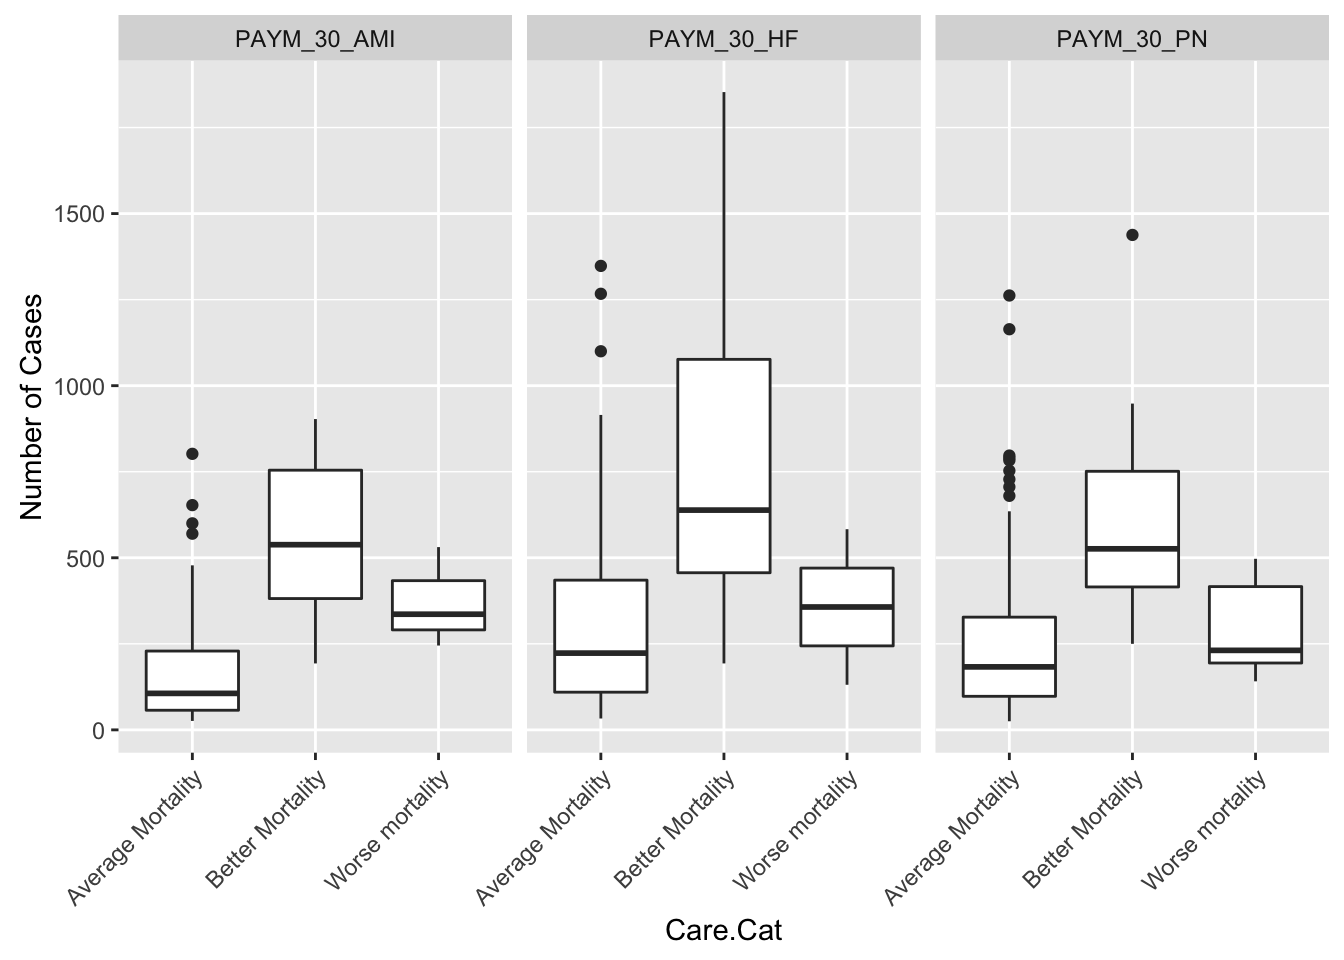 PAYM_30_AMI
PAYM_30_HF
PAYM_30_PN
Number of Cases
1500
1000
500
0
Average Mortality
Better Mortality
Worse mortality
Average Mortality
Better Mortality
Worse mortality
Average Mortality
Better Mortality
Worse mortality
Care.Cat